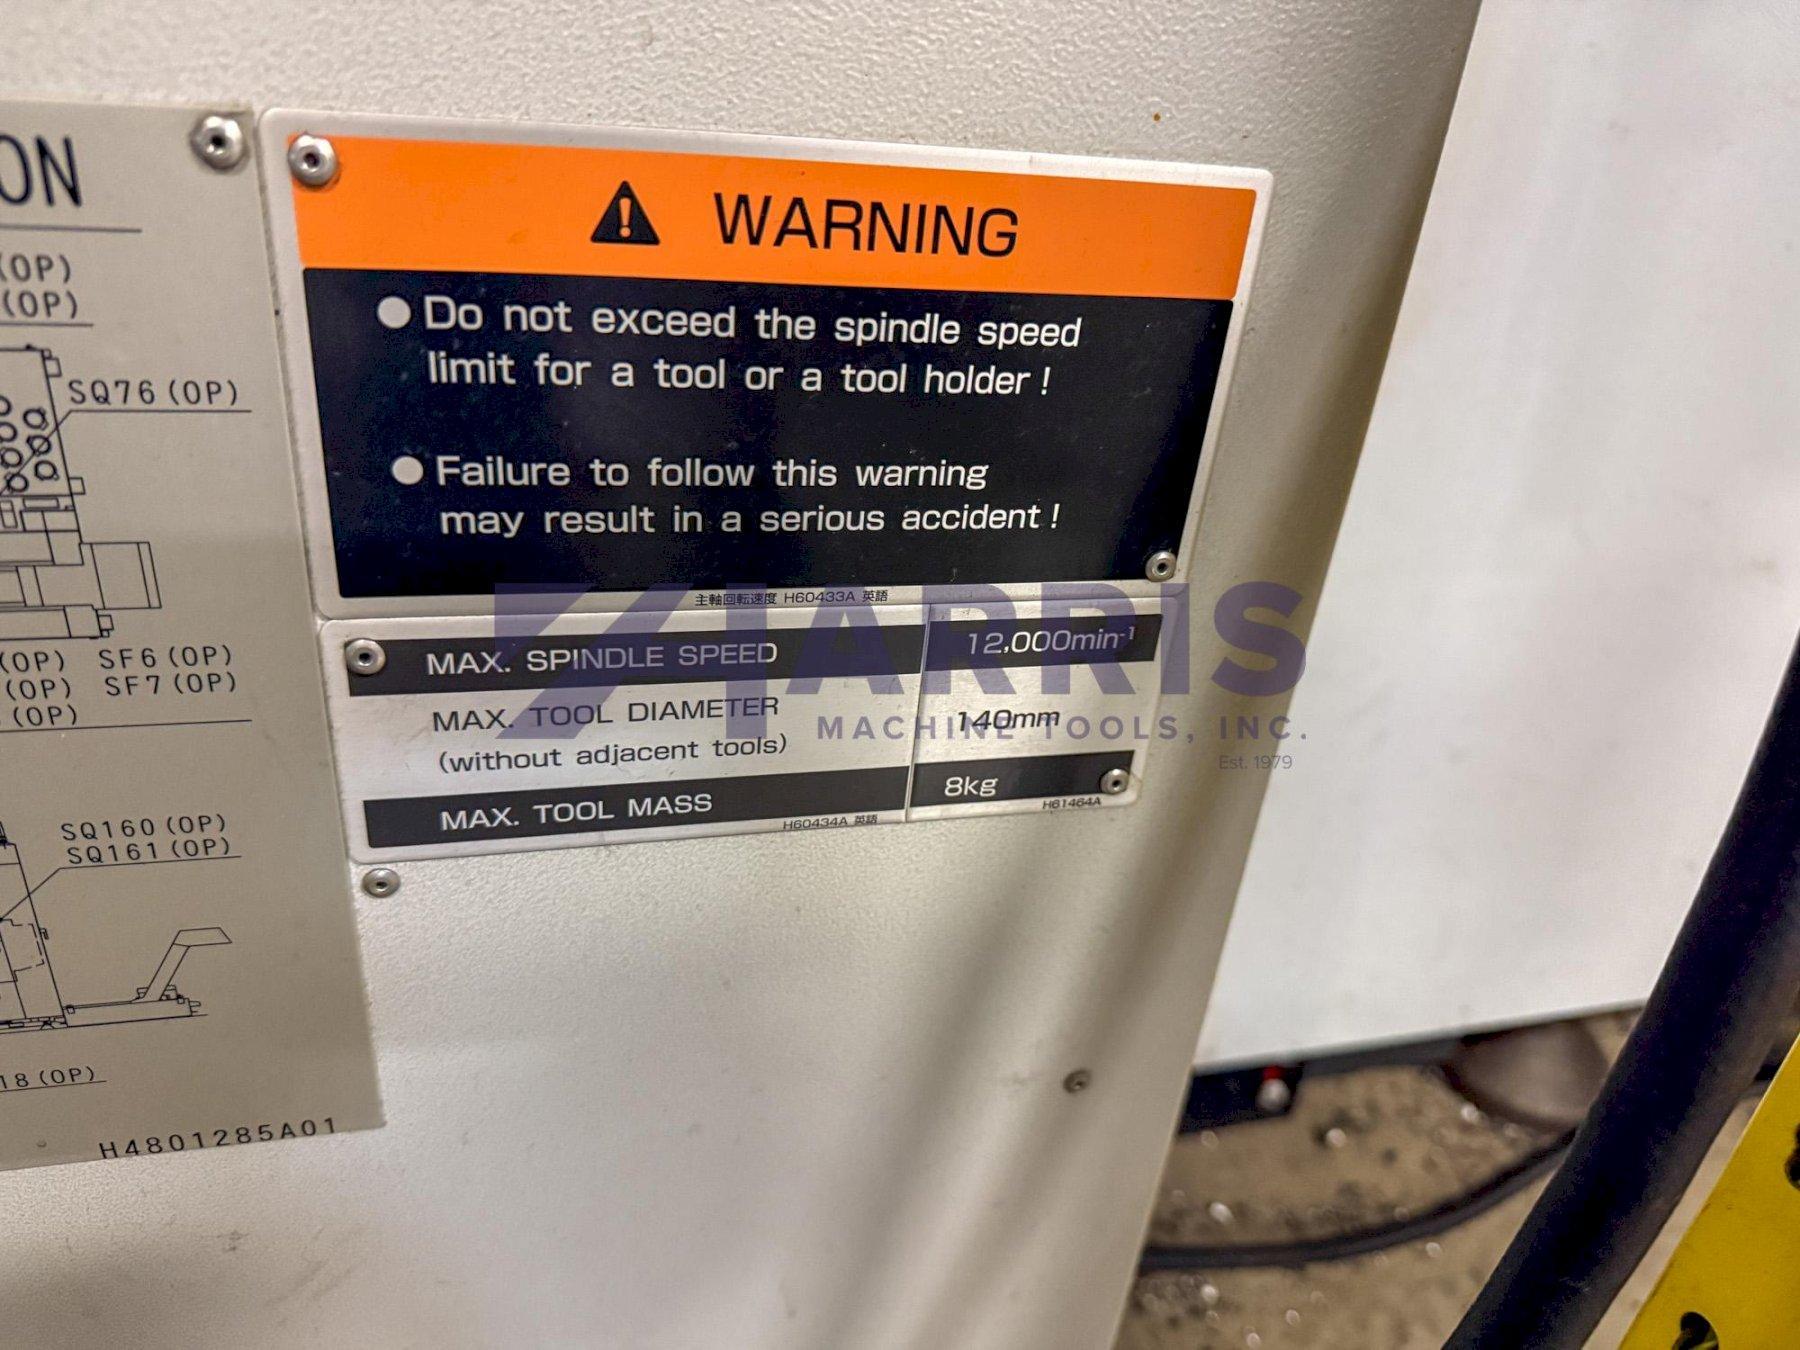 ON
(OP)
(OP)
SQ76(OP)
(OP) SF6(OP)
(OP) SF7(OP)
(OP)
SQ160(OP)
SQ161(OP)
18(OP)
H4801285A01
WARNING
● Do not exceed the spindle speed
limit for a tool or a tool holder!
● Failure to follow this warning
may result in a serious accident!
主軸回転速度 H60433A 英語
MAX. SPINDLE SPEED 12,000min⁻¹
MAX. TOOL DIAMETER 140mm
(without adjacent tools)
MAX. TOOL MASS 8kg
H60434A 英語 H61464A
HARRIS
MACHINE TOOLS, INC.
Est. 1979